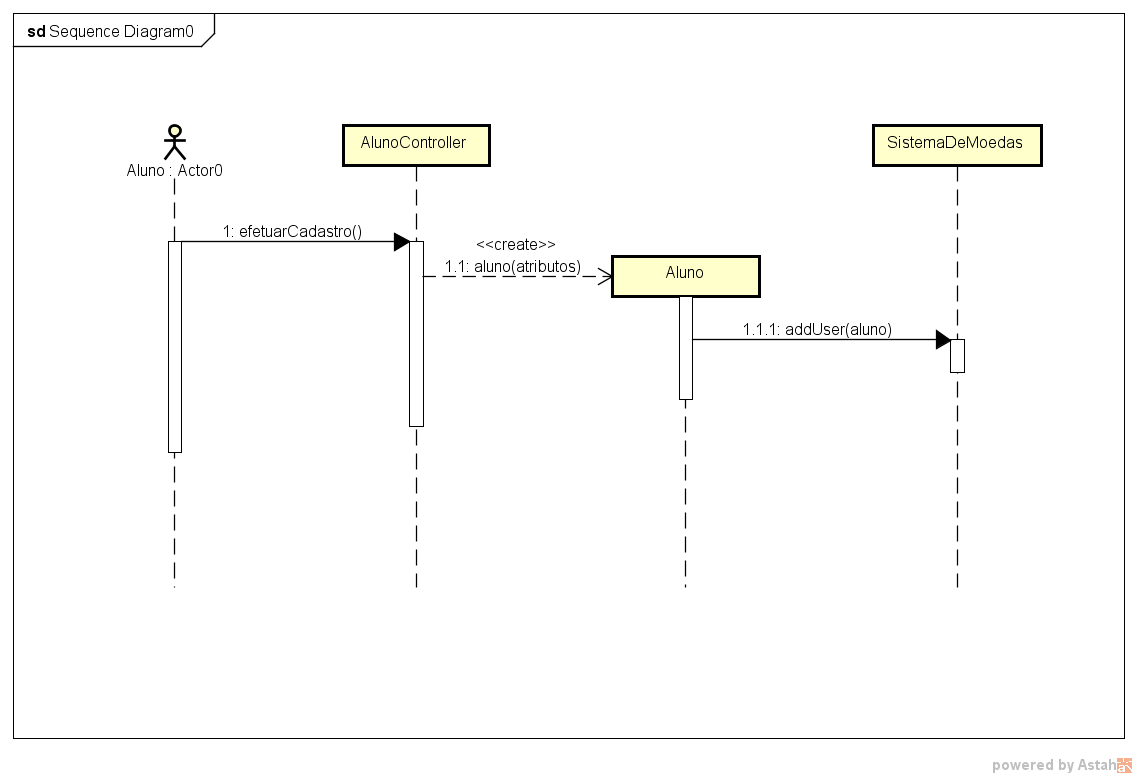 sd Sequence Diagram0
Aluno : Actor0
AlunoController
SistemaDeMoedas
1: efetuarCadastro()
<<create>>
1.1: aluno(atributos)
Aluno
1.1.1: addUser(aluno)
powered by Astah